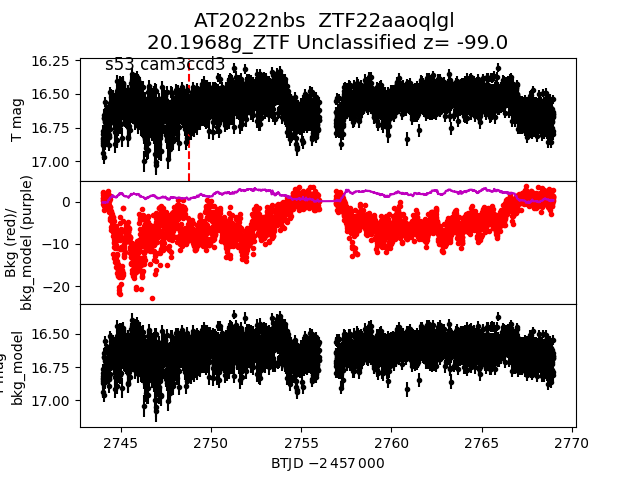 AT2022nbs  ZTF22aaoqlgl
20.1968g_ZTF Unclassified z= -99.0
s53 cam3ccd3
16.25
16.50
16.75
17.00
T mag
0
−10
−20
Bkg (red)/
bkg_model (purple)
16.50
16.75
17.00
mag
bkg_model
2745
2750
2755
2760
2765
2770
BTJD −2 457 000